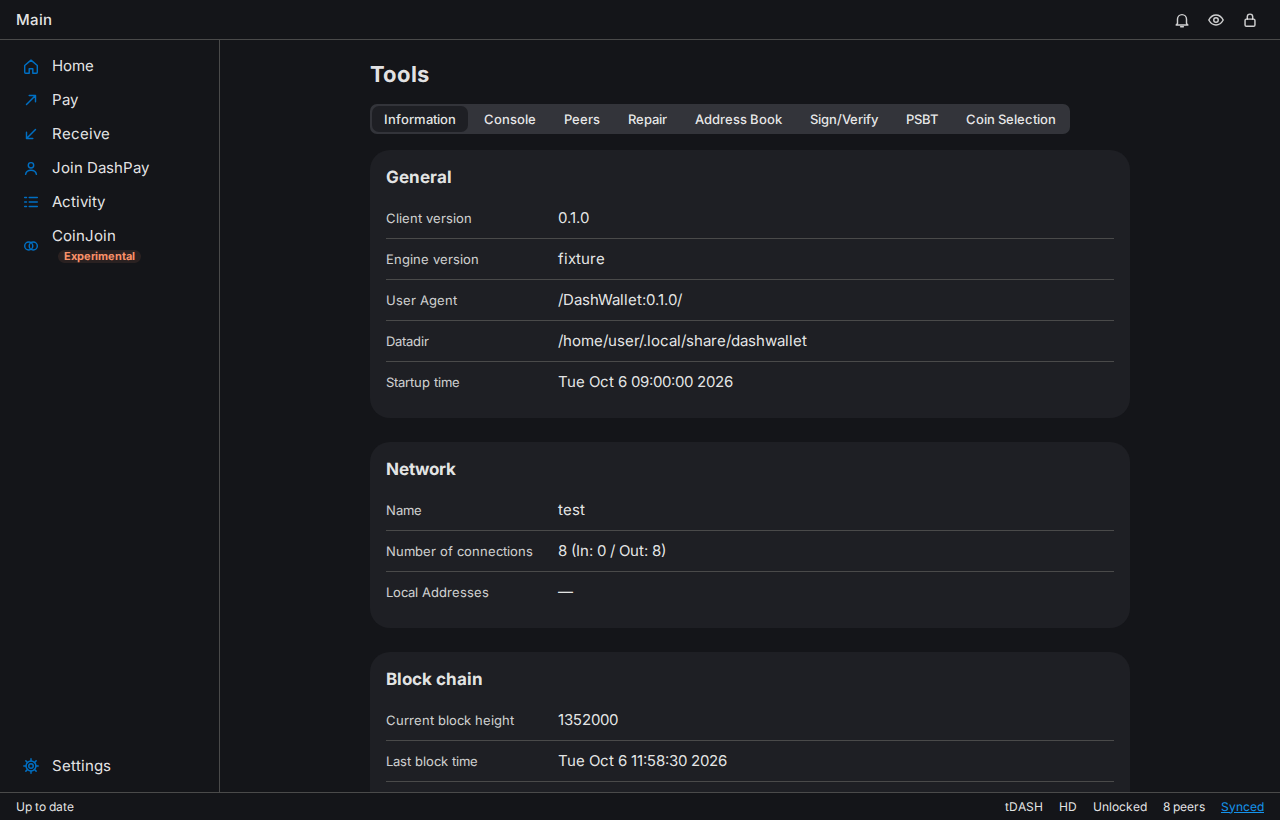 Main
Home
Pay
Receive
Join DashPay
Activity
CoinJoin
Experimental
Settings
Tools
Information Console Peers Repair Address Book Sign/Verify PSBT Coin Selection
General
Client version 0.1.0
Engine version fixture
User Agent /DashWallet:0.1.0/
Datadir /home/user/.local/share/dashwallet
Startup time Tue Oct 6 09:00:00 2026
Network
Name test
Number of connections 8 (In: 0 / Out: 8)
Local Addresses —
Block chain
Current block height 1352000
Last block time Tue Oct 6 11:58:30 2026
Up to date tDASH HD Unlocked 8 peers Synced